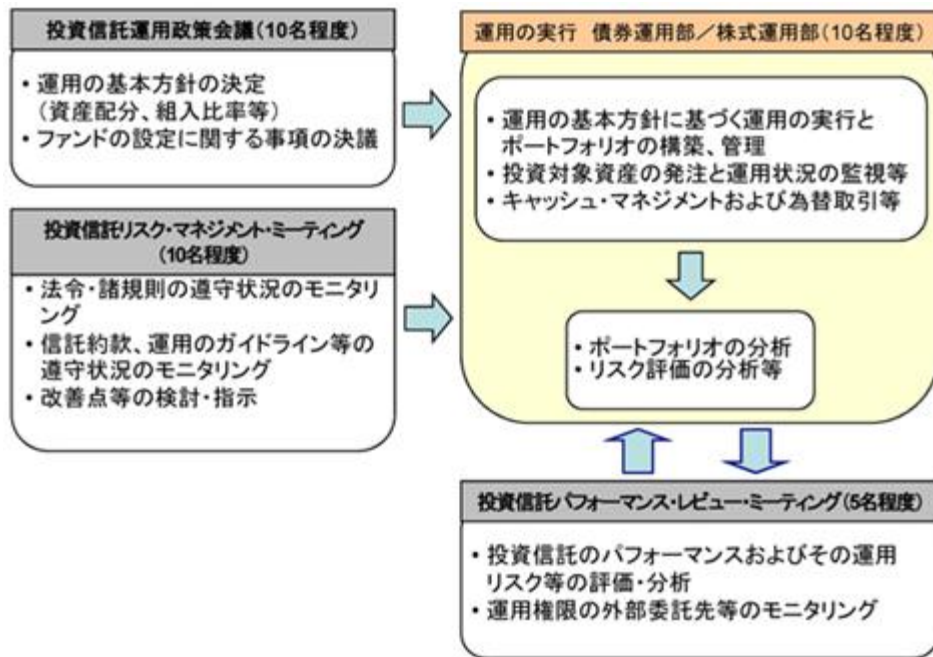 投資信託運用政策会議(10名程度)
・運用の基本方針の決定
(資産配分、組入比率等)
・ファンドの設定に関する事項の決議
投資信託リスク・マネジメント・ミーティング
(10名程度)
・法令・諸規則の遵守状況のモニタリ
ング
・信託約款、運用のガイドライン等の
遵守状況のモニタリング
・改善点等の検討・指示
運用の実行 債券運用部/株式運用部(10名程度)
・運用の基本方針に基づく運用の実行と
ポートフォリオの構築、管理
・投資対象資産の発注と運用状況の監視等
・キャッシュ・マネジメントおよび為替取引等
・ポートフォリオの分析
・リスク評価の分析等
投資信託パフォーマンス・レビュー・ミーティング(5名程度)
・投資信託のパフォーマンスおよびその運用
リスク等の評価・分析
・運用権限の外部委託先等のモニタリング